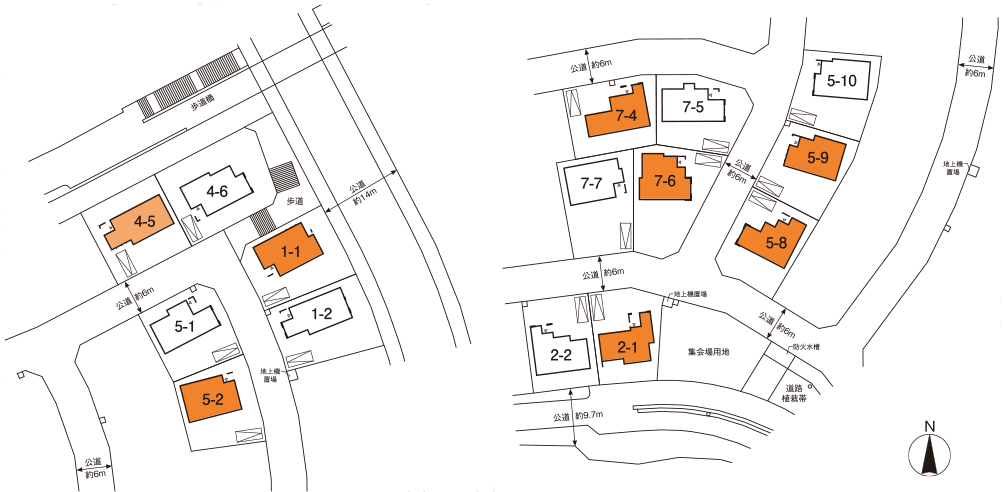 歩道橋
4-6
4-5
歩道
公道
約14m
1-1
公道 約6m
5-1
1-2
地上機
置場
5-2
公道
約6m
公道 約6m
7-4
7-5
5-10
公道
約6m
5-9
地上機
置場
公道
約6m
7-7
7-6
5-8
公道 約6m
地上機置場
公道
約6m
2-2
2-1
集会場用地
防火水槽
道路
植栽帯
公道 約9.7m
N